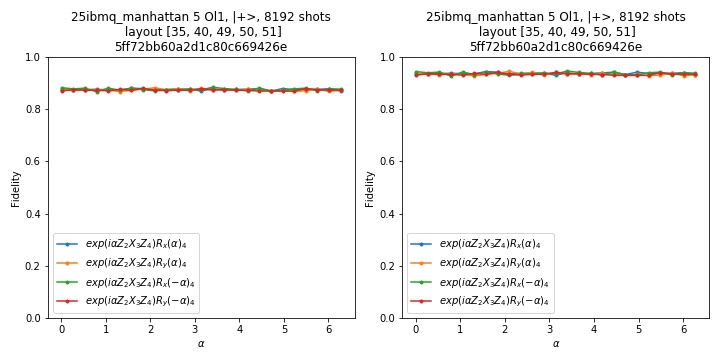 25ibmq_manhattan 5 Ol1, |+>, 8192 shots
layout [35, 40, 49, 50, 51]
5ff72bb60a2d1c80c669426e
1.0
0.8
0.6
0.4
0.2
0.0
Fidelity
exp(iαZ₂X₃Z₄)Rₓ(α)₄
exp(iαZ₂X₃Z₄)Rᵧ(α)₄
exp(iαZ₂X₃Z₄)Rₓ(−α)₄
exp(iαZ₂X₃Z₄)Rᵧ(−α)₄
0 1 2 3 4 5 6
α
25ibmq_manhattan 5 Ol1, |+>, 8192 shots
layout [35, 40, 49, 50, 51]
5ff72bb60a2d1c80c669426e
1.0
0.8
0.6
0.4
0.2
0.0
Fidelity
exp(iαZ₂X₃Z₄)Rₓ(α)₄
exp(iαZ₂X₃Z₄)Rᵧ(α)₄
exp(iαZ₂X₃Z₄)Rₓ(−α)₄
exp(iαZ₂X₃Z₄)Rᵧ(−α)₄
0 1 2 3 4 5 6
α